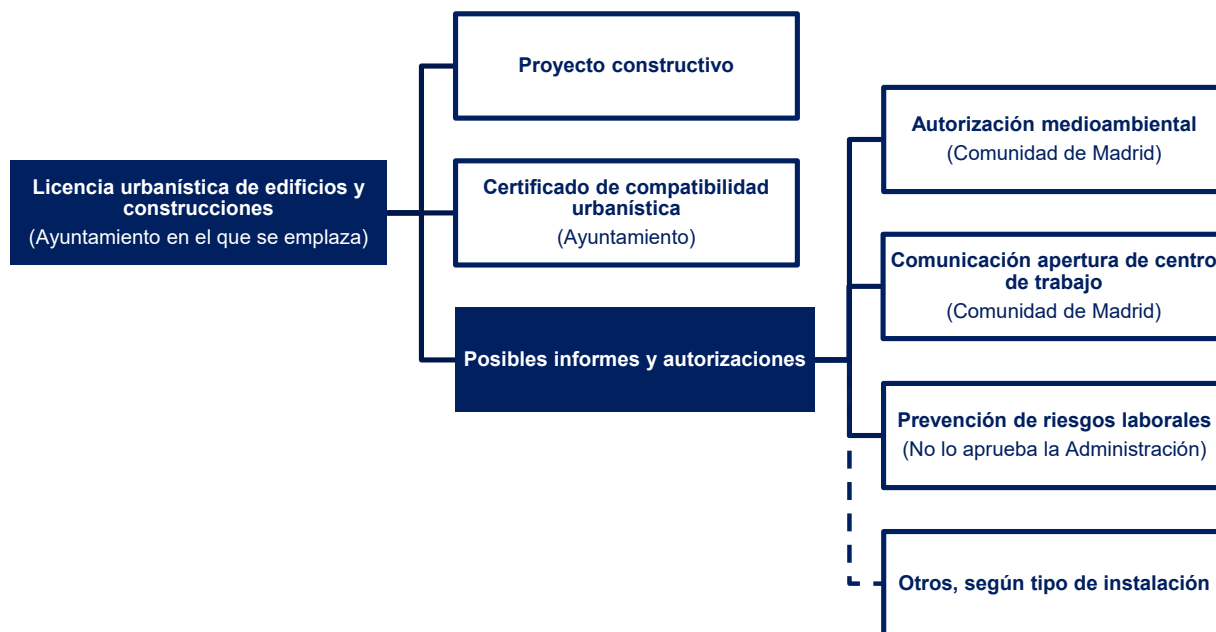 Licencia urbanística de edificios y
construcciones
(Ayuntamiento en el que se emplaza)
Proyecto constructivo
Certificado de compatibilidad
urbanística
(Ayuntamiento)
Posibles informes y autorizaciones
Autorización medioambiental
(Comunidad de Madrid)
Comunicación apertura de centro
de trabajo
(Comunidad de Madrid)
Prevención de riesgos laborales
(No lo aprueba la Administración)
Otros, según tipo de instalación